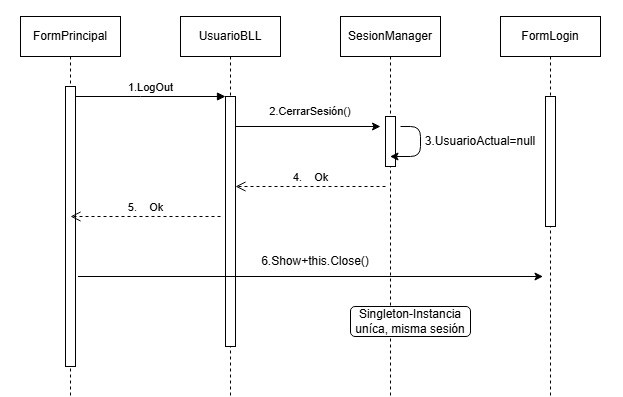 FormPrincipal
UsuarioBLL
SesionManager
FormLogin
1.LogOut
2.CerrarSesión()
3.UsuarioActual=null
4. Ok
5. Ok
6.Show+this.Close()
Singleton-Instancia
uníca, misma sesión